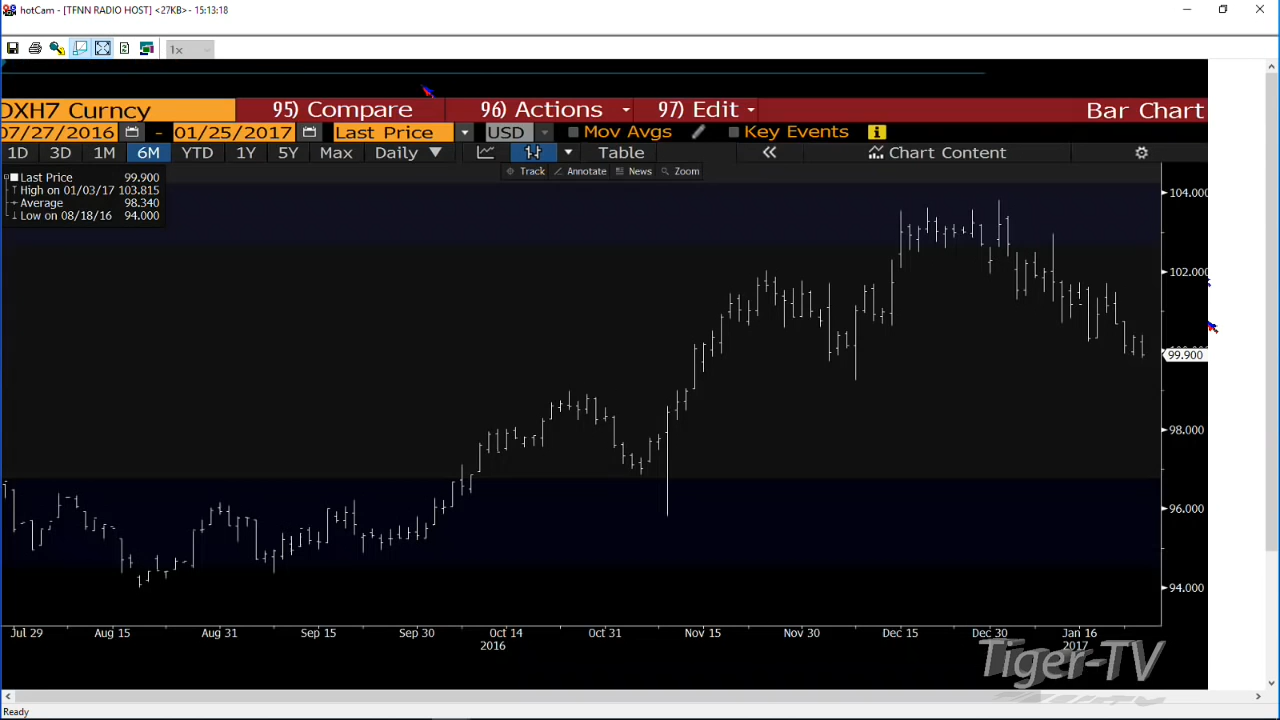 hotCam - [TFNN RADIO HOST] <27KB> - 15:13:18
1x
DXH7 Curncy 95) Compare 96) Actions 97) Edit Bar Chart
07/27/2016 - 01/25/2017 Last Price USD Mov Avgs Key Events
1D 3D 1M 6M YTD 1Y 5Y Max Daily Table Chart Content
Track Annotate News Zoom
Last Price 99.900
High on 01/03/17 103.815
Average 98.340
Low on 08/18/16 94.000
104.000
102.000
99.900
98.000
96.000
94.000
Jul 29 Aug 15 Aug 31 Sep 15 Sep 30 Oct 14 Oct 31 Nov 15 Nov 30 Dec 15 Dec 30 Jan 16
2016 2017
Tiger-TV
Ready